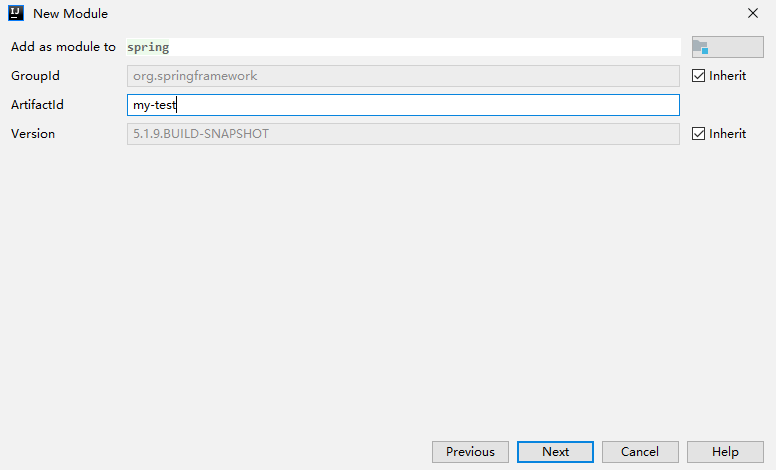 New Module
Add as module to spring
GroupId org.springframework Inherit
ArtifactId my-test
Version 5.1.9.BUILD-SNAPSHOT Inherit
Previous Next Cancel Help